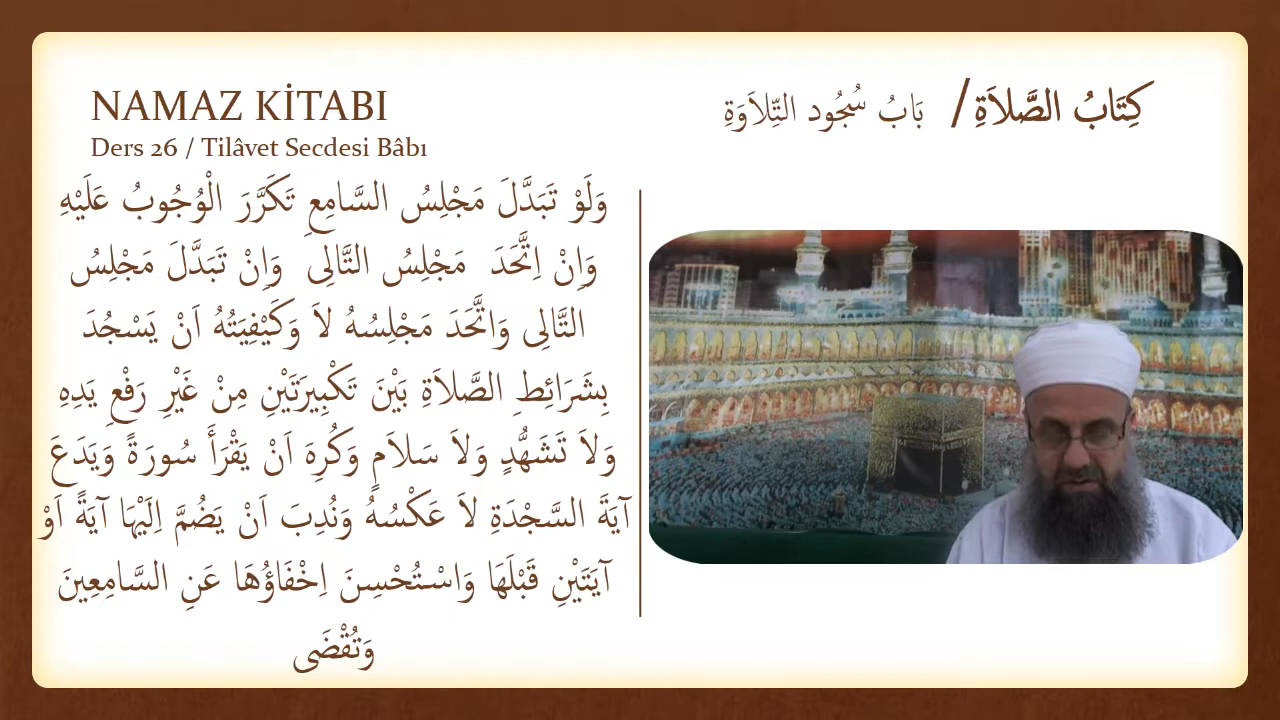 NAMAZ KİTABI
Ders 26 / Tilâvet Secdesi Bâbı
كِتَابُ الصَّلاَةِ / بَابُ سُجُود التِّلاَوَةِ
وَلَوْ تَبَدَّلَ مَجْلِسُ السَّامِعِ تَكَرَّرَ الْوُجُوبُ عَلَيْهِ
وَاِنْ اِتَّحَدَ مَجْلِسُ التَّالِى وَاِنْ تَبَدَّلَ مَجْلِسُ
التَّالِى وَاتَّحَدَ مَجْلِسُهُ لاَ وَكَيْفِيَتُهُ اَنْ يَسْجُدَ
بِشَرَائِطِ الصَّلاَةِ بَيْنَ تَكْبِيرَتَيْنِ مِنْ غَيْرِ رَفْعِ يَدِهِ
وَلاَ تَشَهُّدٍ وَلاَ سَلاَمٍ وَكُرِهَ اَنْ يَقْرَأَ سُورَةً وَيَدَعَ
آيَةَ السَّجْدَةِ لاَ عَكْسُهُ وَنُدِبَ اَنْ يَضُمَّ اِلَيْهَا آيَةً اَوْ
آيَتَيْنِ قَبْلَهَا وَاسْتُحْسِنَ اِخْفَاؤُهَا عَنِ السَّامِعِينَ
وَتُقْضَى